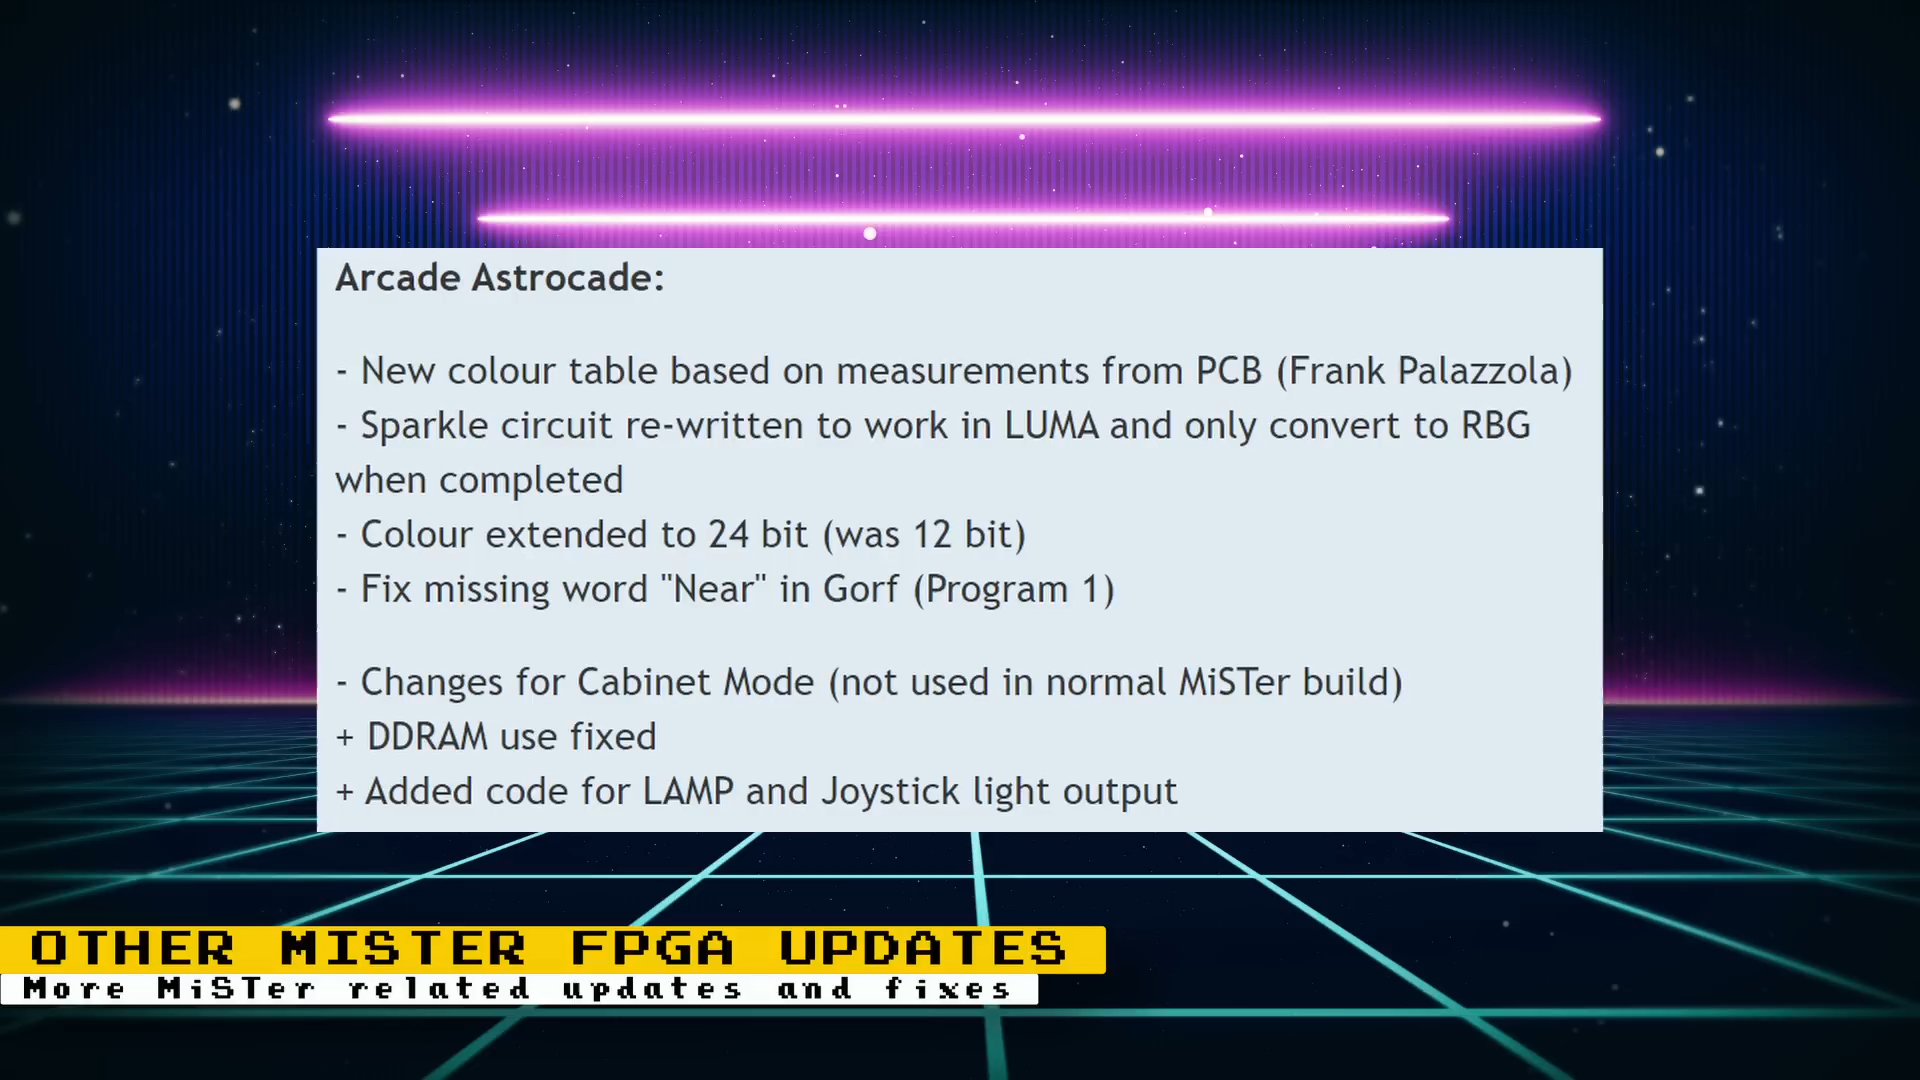 Arcade Astrocade:
- New colour table based on measurements from PCB (Frank Palazzola)
- Sparkle circuit re-written to work in LUMA and only convert to RBG
when completed
- Colour extended to 24 bit (was 12 bit)
- Fix missing word "Near" in Gorf (Program 1)
- Changes for Cabinet Mode (not used in normal MiSTer build)
+ DDRAM use fixed
+ Added code for LAMP and Joystick light output
OTHER MISTER FPGA UPDATES
More MiSTer related updates and fixes